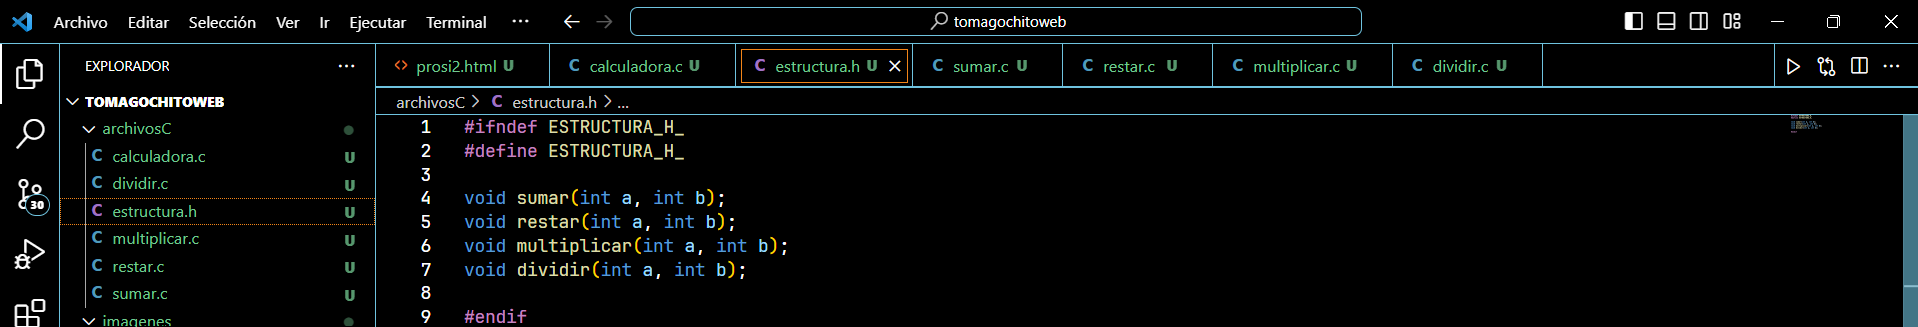 Archivo Editar Selección Ver Ir Ejecutar Terminal ··· tomagochitoweb
EXPLORADOR ···
TOMAGOCHITOWEB
archivosC
calculadora.c U
dividir.c U
estructura.h U
multiplicar.c U
restar.c U
sumar.c U
imagenes
30
prosi2.html U calculadora.c U estructura.h U sumar.c U restar.c U multiplicar.c U dividir.c U ···
archivosC > C estructura.h > ...
1 #ifndef ESTRUCTURA_H_
2 #define ESTRUCTURA_H_
3
4 void sumar(int a, int b);
5 void restar(int a, int b);
6 void multiplicar(int a, int b);
7 void dividir(int a, int b);
8
9 #endif